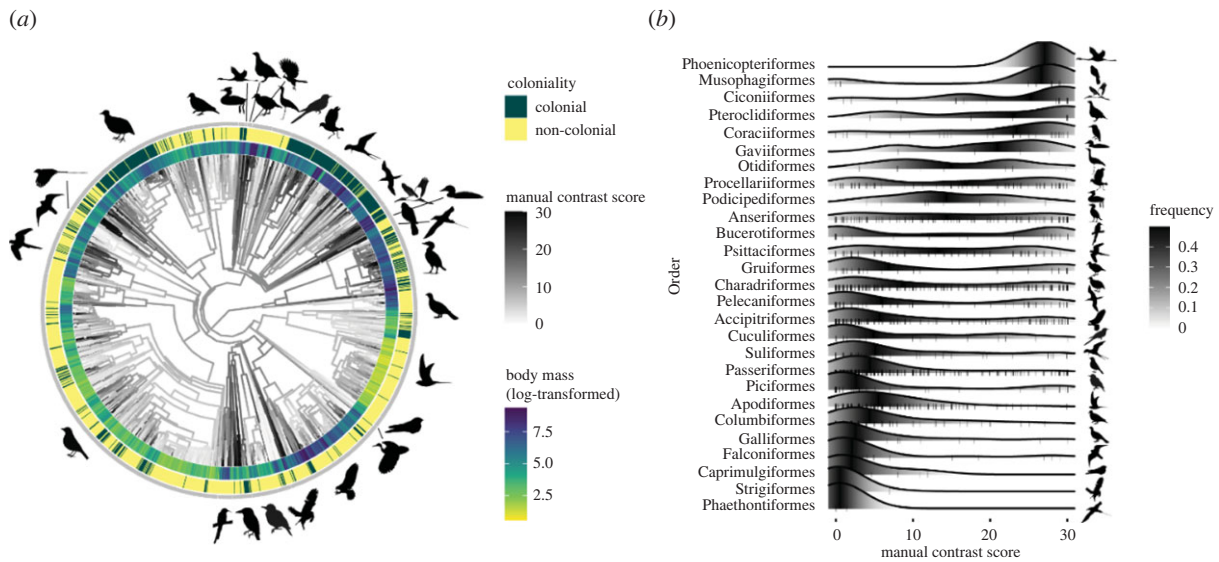 (a)
coloniality
colonial
non-colonial
manual contrast score
30
20
10
0
body mass
(log-transformed)
7.5
5.0
2.5
(b)
Phoenicopteriformes
Musophagiformes
Ciconiiformes
Pteroclidiformes
Coraciiformes
Gaviiformes
Otidiformes
Procellariiformes
Podicipediformes
Anseriformes
Bucerotiformes
Psittaciformes
Gruiformes
Charadriformes
Pelecaniformes
Accipitriformes
Cuculiformes
Suliformes
Passeriformes
Piciformes
Apodiformes
Columbiformes
Galliformes
Falconiformes
Caprimulgiformes
Strigiformes
Phaethontiformes
Order
0 10 20 30
manual contrast score
frequency
0.4
0.3
0.2
0.1
0